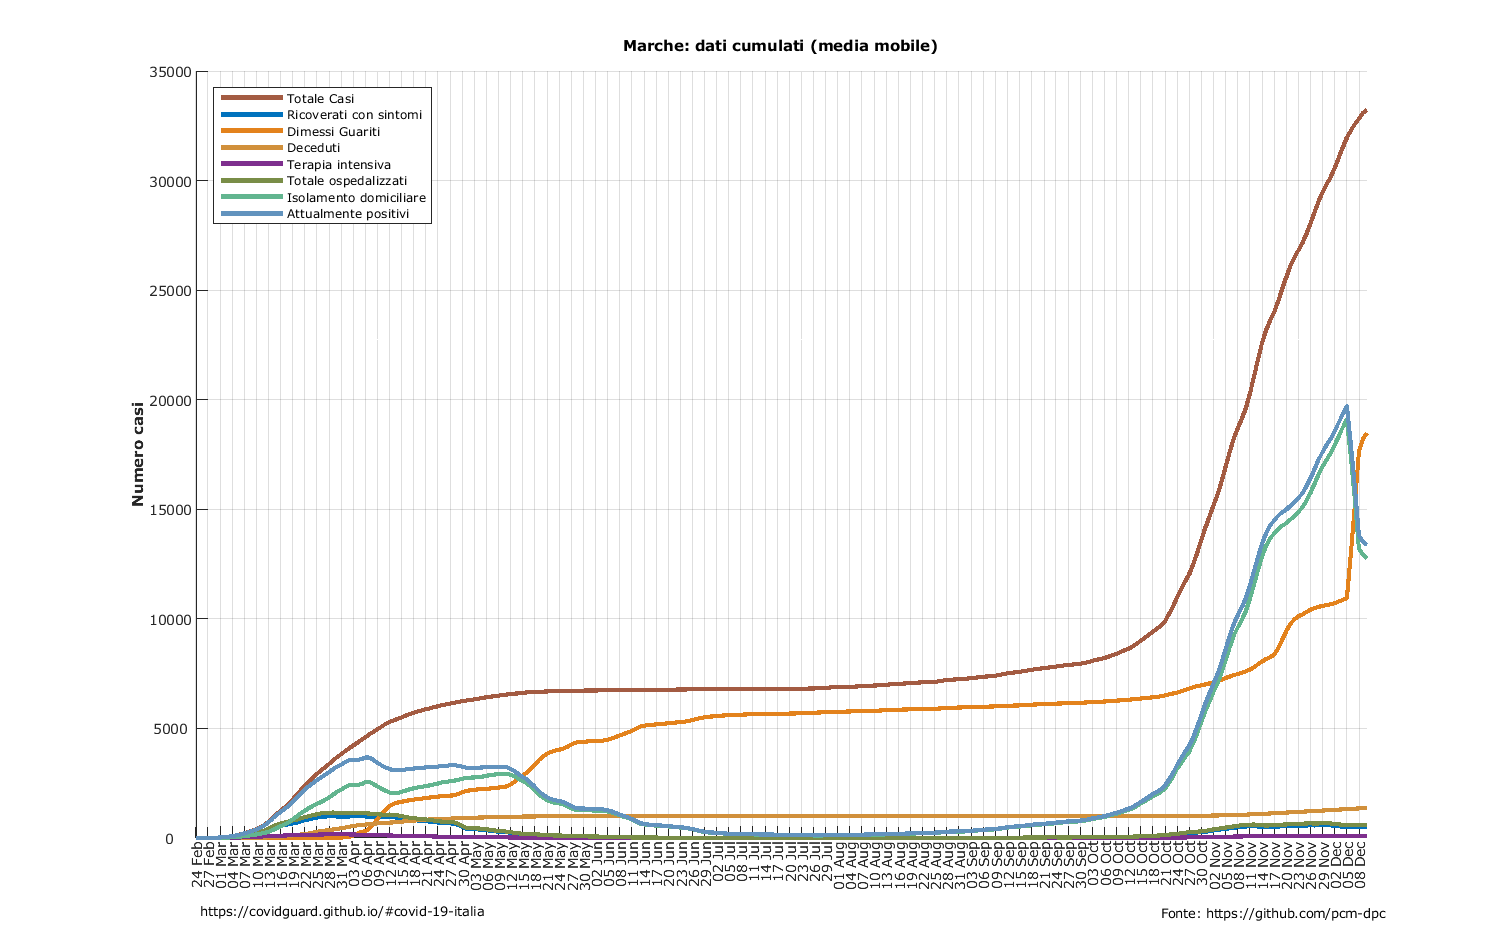 Marche: dati cumulati (media mobile)
35000
30000
25000
20000
15000
10000
5000
0
Numero casi
Totale Casi
Ricoverati con sintomi
Dimessi Guariti
Deceduti
Terapia intensiva
Totale ospedalizzati
Isolamento domiciliare
Attualmente positivi
24 Feb
27 Feb
01 Mar
04 Mar
07 Mar
10 Mar
13 Mar
16 Mar
19 Mar
22 Mar
25 Mar
28 Mar
31 Mar
03 Apr
06 Apr
09 Apr
12 Apr
15 Apr
18 Apr
21 Apr
24 Apr
27 Apr
30 Apr
03 May
06 May
09 May
12 May
15 May
18 May
21 May
24 May
27 May
30 May
02 Jun
05 Jun
08 Jun
11 Jun
14 Jun
17 Jun
20 Jun
23 Jun
26 Jun
29 Jun
02 Jul
05 Jul
08 Jul
11 Jul
14 Jul
17 Jul
20 Jul
23 Jul
26 Jul
29 Jul
01 Aug
04 Aug
07 Aug
10 Aug
13 Aug
16 Aug
19 Aug
22 Aug
25 Aug
28 Aug
31 Aug
03 Sep
06 Sep
09 Sep
12 Sep
15 Sep
18 Sep
21 Sep
24 Sep
27 Sep
30 Sep
03 Oct
06 Oct
09 Oct
12 Oct
15 Oct
18 Oct
21 Oct
24 Oct
27 Oct
30 Oct
02 Nov
05 Nov
08 Nov
11 Nov
14 Nov
17 Nov
20 Nov
23 Nov
26 Nov
29 Nov
02 Dec
05 Dec
08 Dec
https://covidguard.github.io/#covid-19-italia
Fonte: https://github.com/pcm-dpc